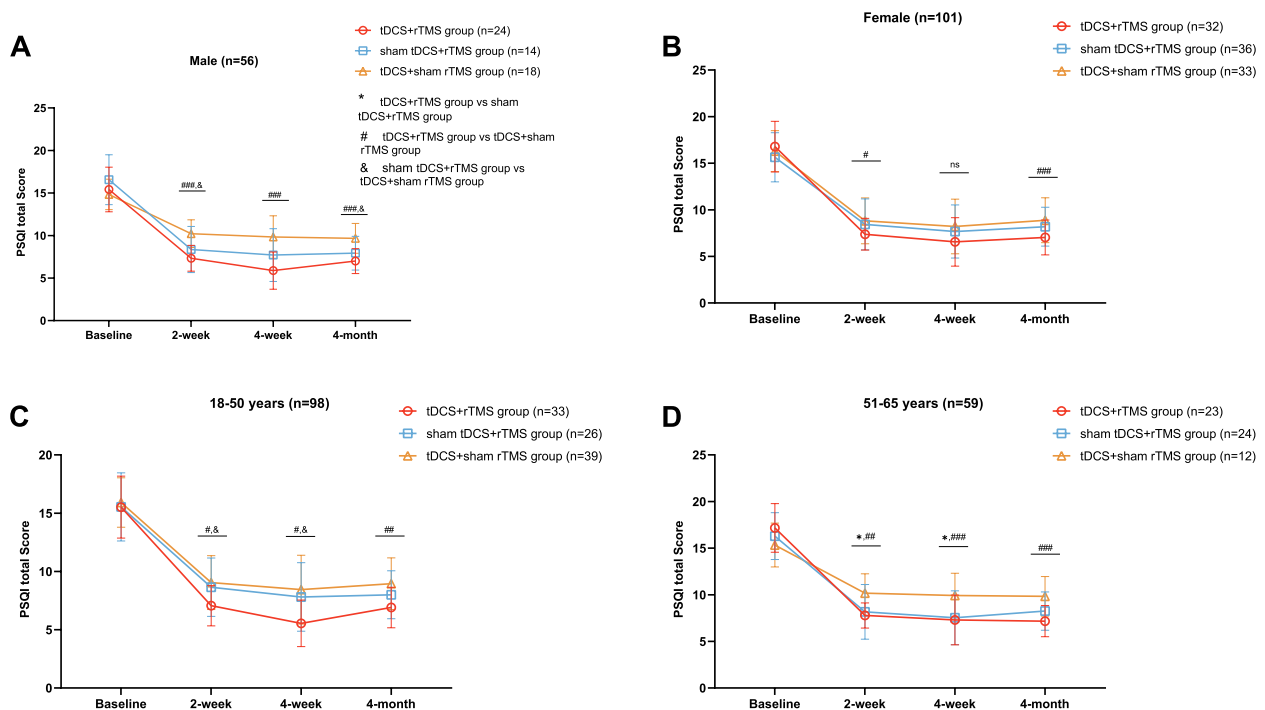 A
Male (n=56)
tDCS+rTMS group (n=24)
sham tDCS+rTMS group (n=14)
tDCS+sham rTMS group (n=18)
* tDCS+rTMS group vs sham
tDCS+rTMS group
# tDCS+rTMS group vs tDCS+sham
rTMS group
& sham tDCS+rTMS group vs
tDCS+sham rTMS group
PSQI total Score
25
20
15
10
5
0
###,&
###
###,&
Baseline 2-week 4-week 4-month
B
Female (n=101)
tDCS+rTMS group (n=32)
sham tDCS+rTMS group (n=36)
tDCS+sham rTMS group (n=33)
PSQI total Score
25
20
15
10
5
0
#
ns
###
Baseline 2-week 4-week 4-month
C
18-50 years (n=98)
tDCS+rTMS group (n=33)
sham tDCS+rTMS group (n=26)
tDCS+sham rTMS group (n=39)
PSQI total Score
20
15
10
5
0
#,&
#,&
##
Baseline 2-week 4-week 4-month
D
51-65 years (n=59)
tDCS+rTMS group (n=23)
sham tDCS+rTMS group (n=24)
tDCS+sham rTMS group (n=12)
PSQI total Score
25
20
15
10
5
0
*,##
*,###
###
Baseline 2-week 4-week 4-month